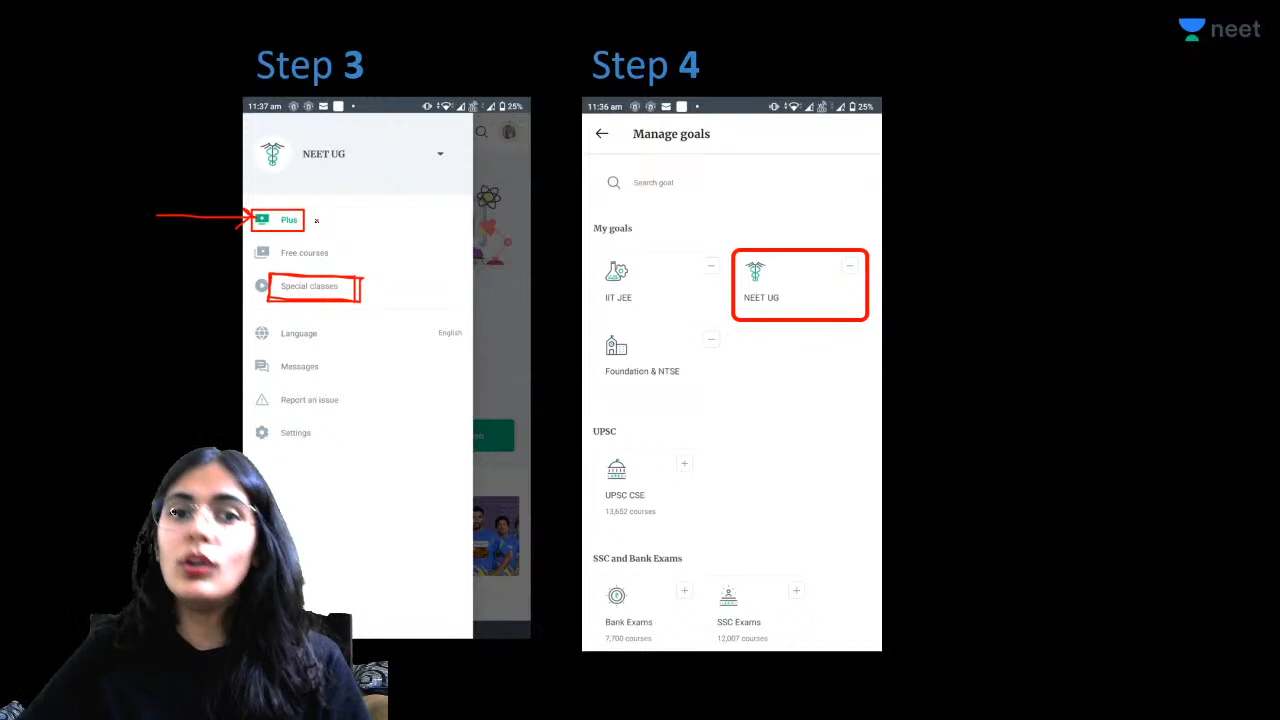 neet
Step 3
Step 4
11:37 am
25%
NEET UG
Plus
Free courses
Special classes
Language English
Messages
Report an issue
Settings
11:36 am
25%
Manage goals
Search goal
My goals
IIT JEE
NEET UG
Foundation & NTSE
UPSC
UPSC CSE
13,652 courses
SSC and Bank Exams
Bank Exams
7,700 courses
SSC Exams
12,007 courses